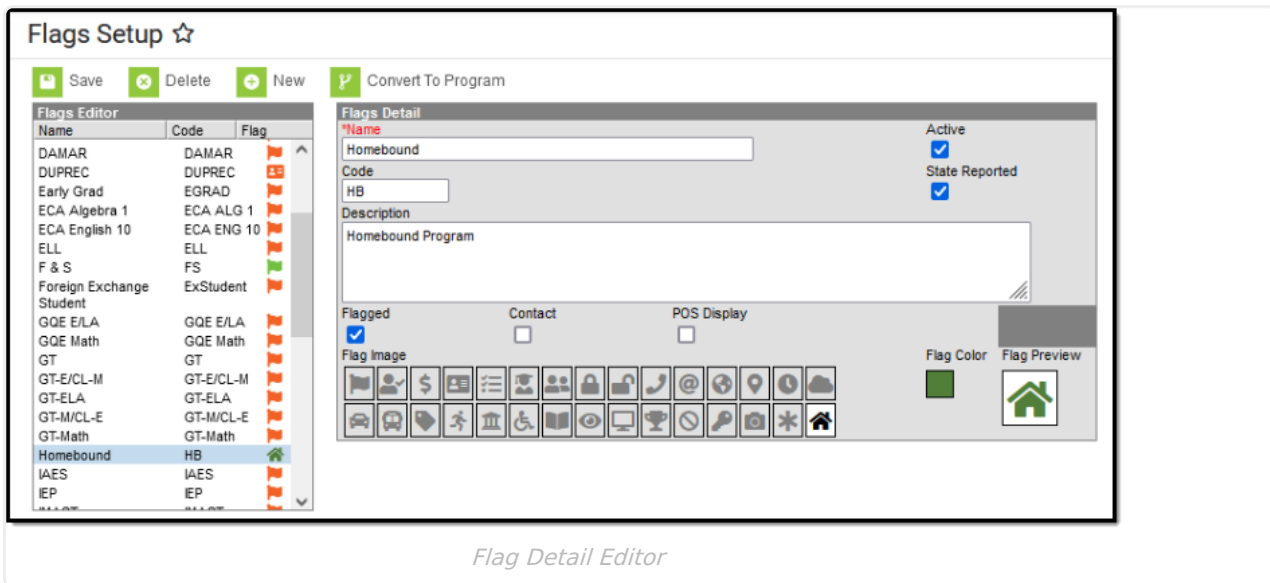 Flags Setup
Save Delete New Convert To Program
Flags Editor
Name Code Flag
DAMAR DAMAR
DUPREC DUPREC
Early Grad EGRAD
ECA Algebra 1 ECA ALG 1
ECA English 10 ECA ENG 10
ELL ELL
F & S FS
Foreign Exchange ExStudent
Student
GQE E/LA GQE E/LA
GQE Math GQE Math
GT GT
GT-E/CL-M GT-E/CL-M
GT-ELA GT-ELA
GT-M/CL-E GT-M/CL-E
GT-Math GT-Math
Homebound HB
IAES IAES
IEP IEP
Flags Detail
*Name Active
Homebound
Code State Reported
HB
Description
Homebound Program
Flagged Contact POS Display
Flag Image Flag Color Flag Preview
Flag Detail Editor